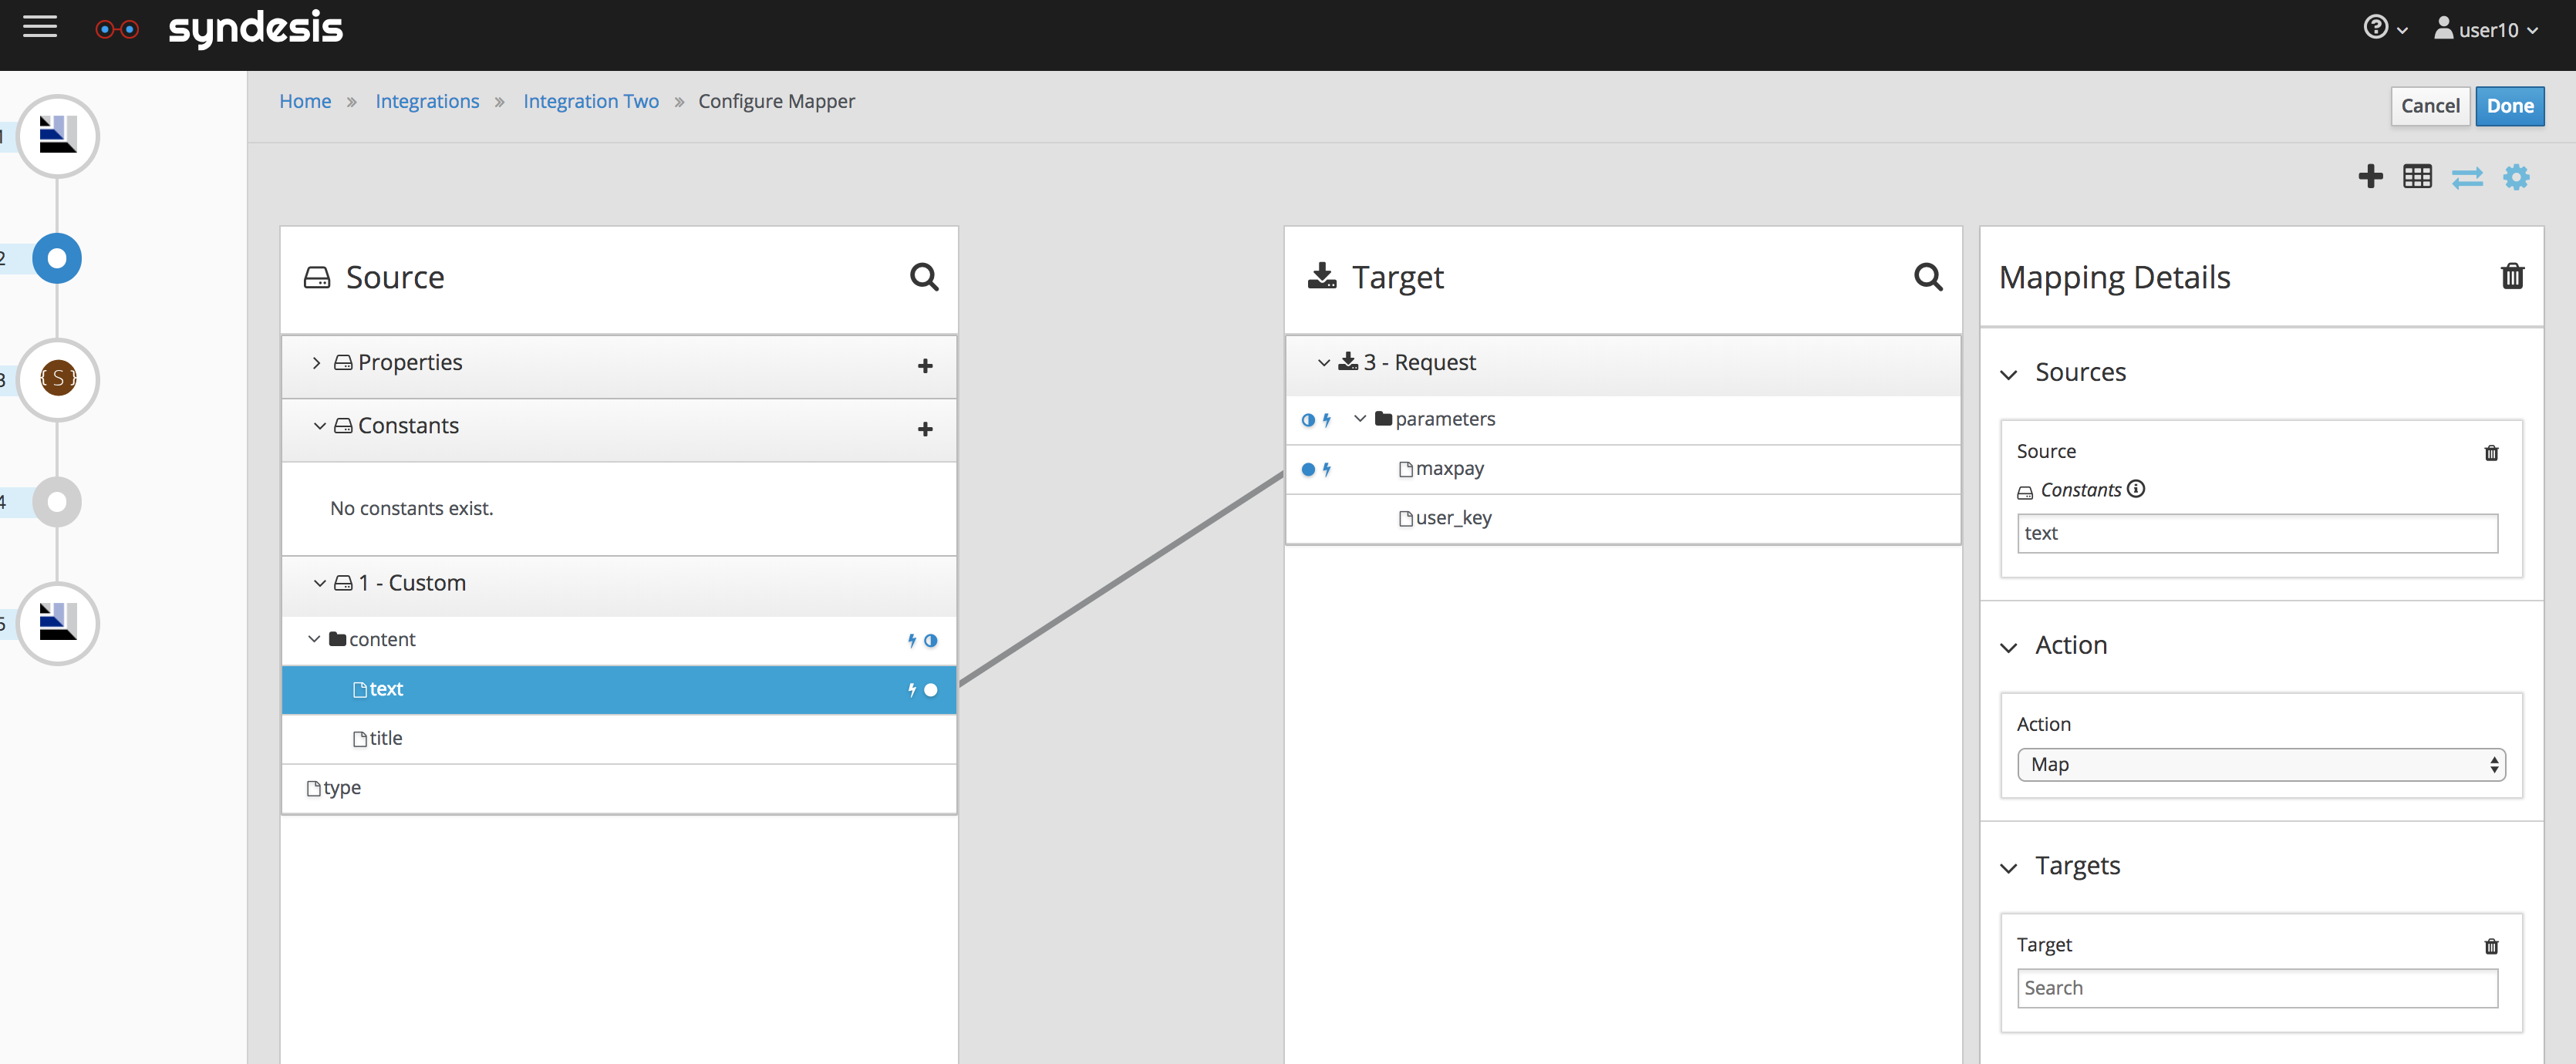 syndesis
user10
Home » Integrations » Integration Two » Configure Mapper
Cancel
Done
1
2
3
{ S }
4
5
Source
Properties
Constants
No constants exist.
1 - Custom
content
text
title
type
Target
3 - Request
parameters
maxpay
user_key
Mapping Details
Sources
Source
Constants
text
Action
Action
Map
Targets
Target
Search